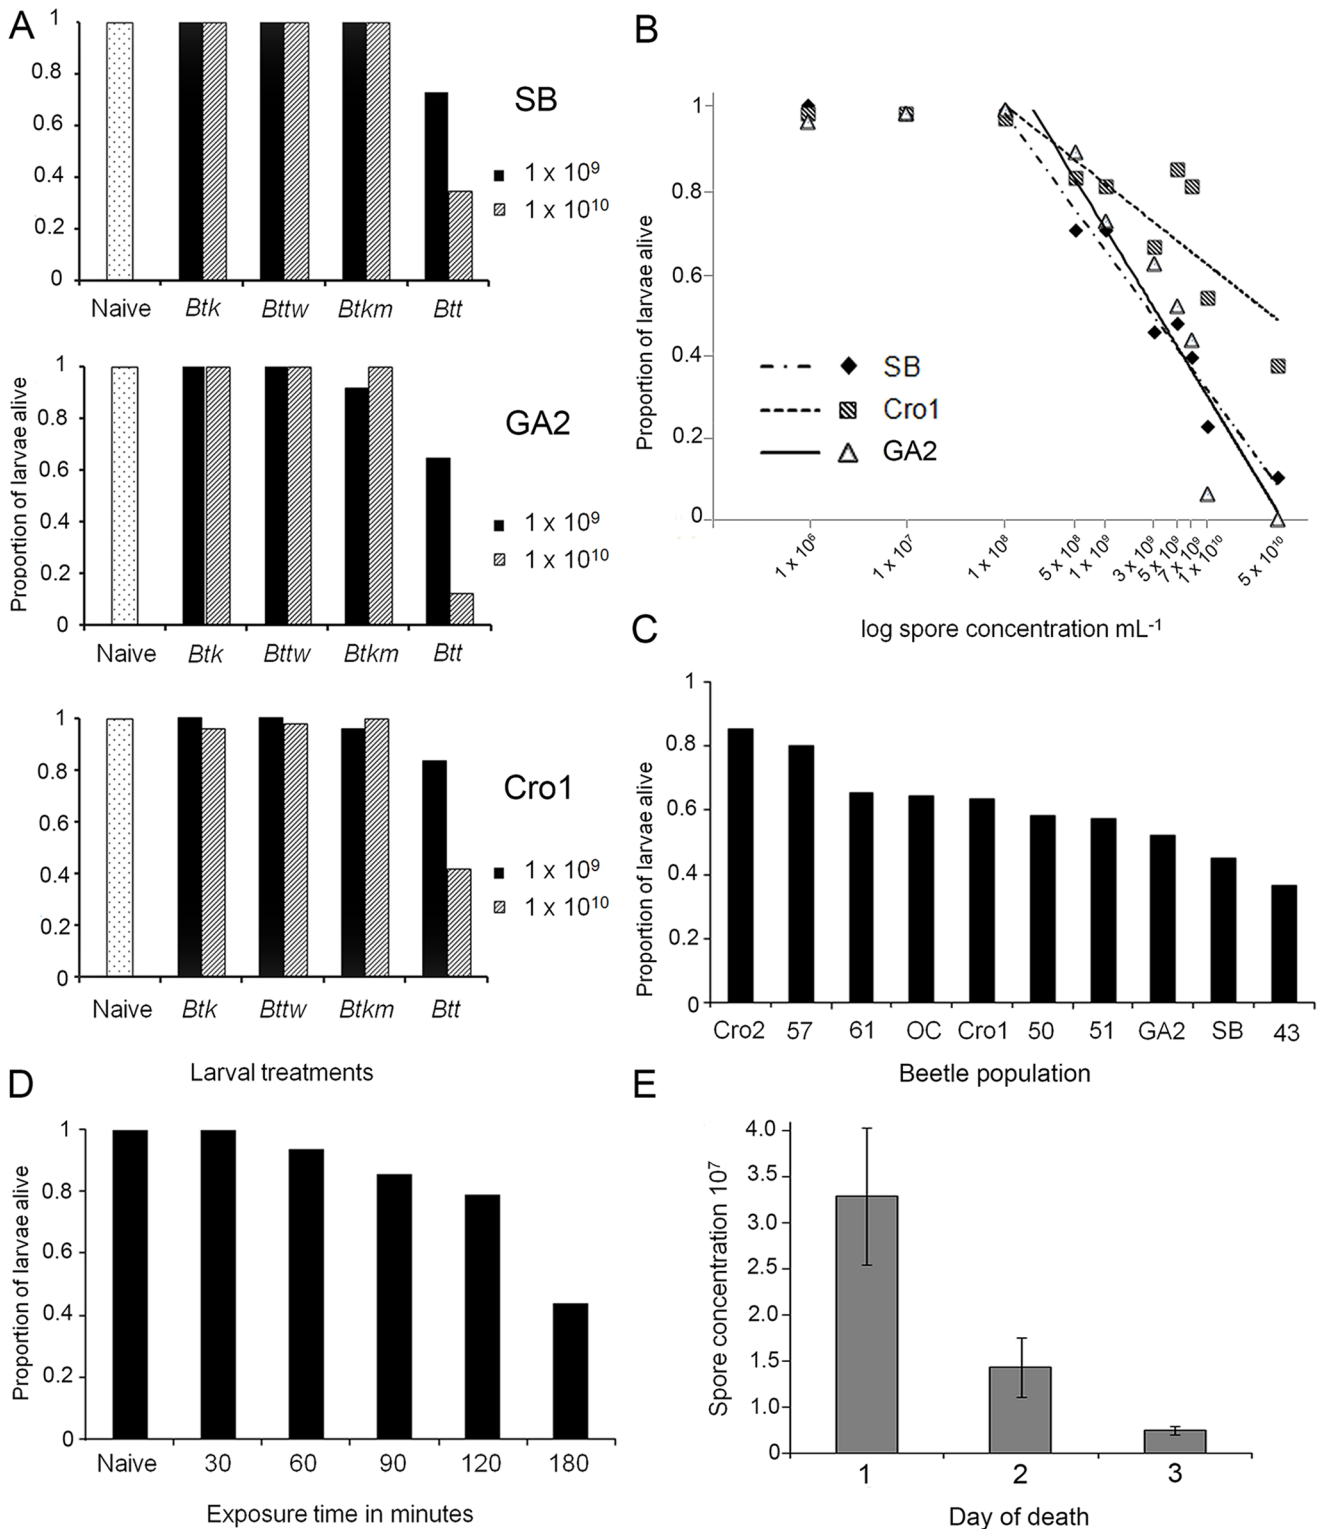 A
1
0.8
0.6
0.4
0.2
0
SB
1 x 10⁹
1 x 10¹⁰
Naive Btk Bttw Btkm Btt
Proportion of larvae alive
1
0.8
0.6
0.4
0.2
0
GA2
1 x 10⁹
1 x 10¹⁰
Naive Btk Bttw Btkm Btt
1
0.8
0.6
0.4
0.2
0
Cro1
1 x 10⁹
1 x 10¹⁰
Naive Btk Bttw Btkm Btt
Larval treatments
B
Proportion of larvae alive
1
0.8
0.6
0.4
0.2
0
SB
Cro1
GA2
1 x 10⁶
1 x 10⁷
1 x 10⁸
5 x 10⁸
1 x 10⁹
3 x 10⁹
5 x 10⁹
7 x 10⁹
1 x 10¹⁰
5 x 10¹⁰
log spore concentration mL⁻¹
C
Proportion of larvae alive
1
0.8
0.6
0.4
0.2
0
Cro2 57 61 OC Cro1 50 51 GA2 SB 43
Beetle population
D
Proportion of larvae alive
1
0.8
0.6
0.4
0.2
0
Naive 30 60 90 120 180
Exposure time in minutes
E
Spore concentration 10⁷
4.0
3.5
3.0
2.5
2.0
1.5
1.0
0
1 2 3
Day of death